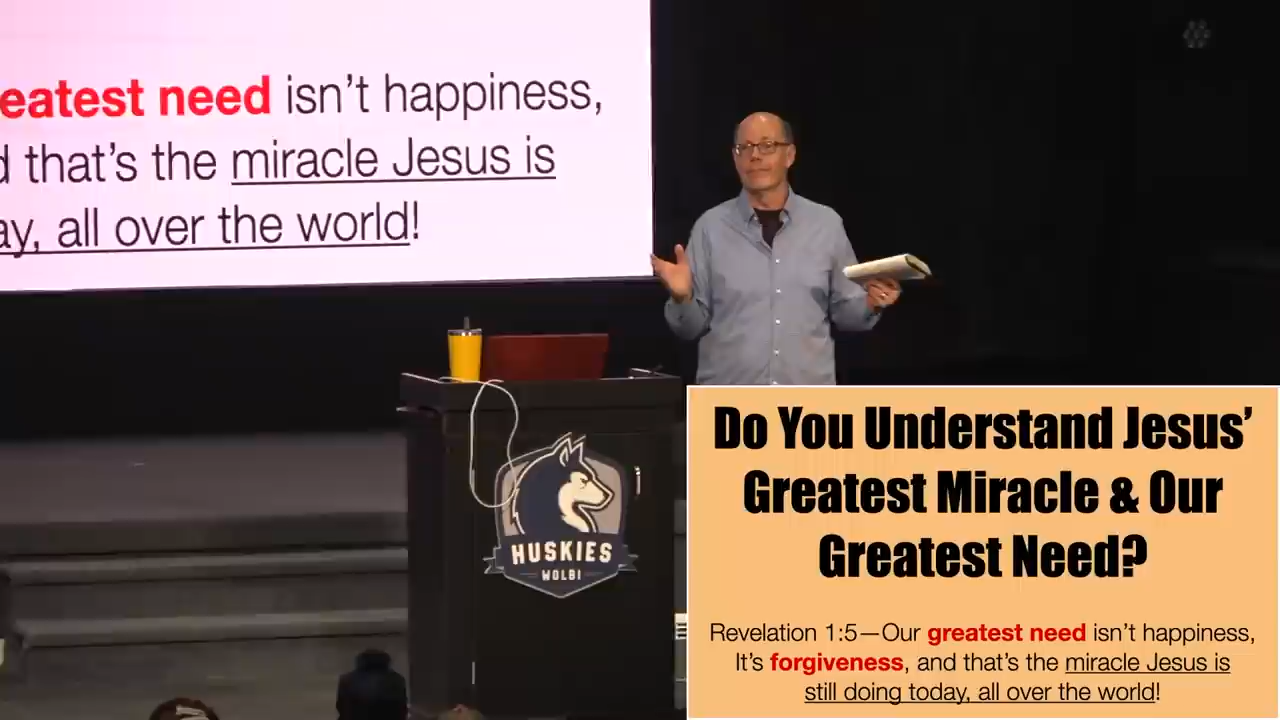 eatest need isn't happiness,
d that's the miracle Jesus is
ay, all over the world!
HUSKIES
WOLBI
Do You Understand Jesus'
Greatest Miracle & Our
Greatest Need?
Revelation 1:5—Our greatest need isn't happiness,
It's forgiveness, and that's the miracle Jesus is
still doing today, all over the world!